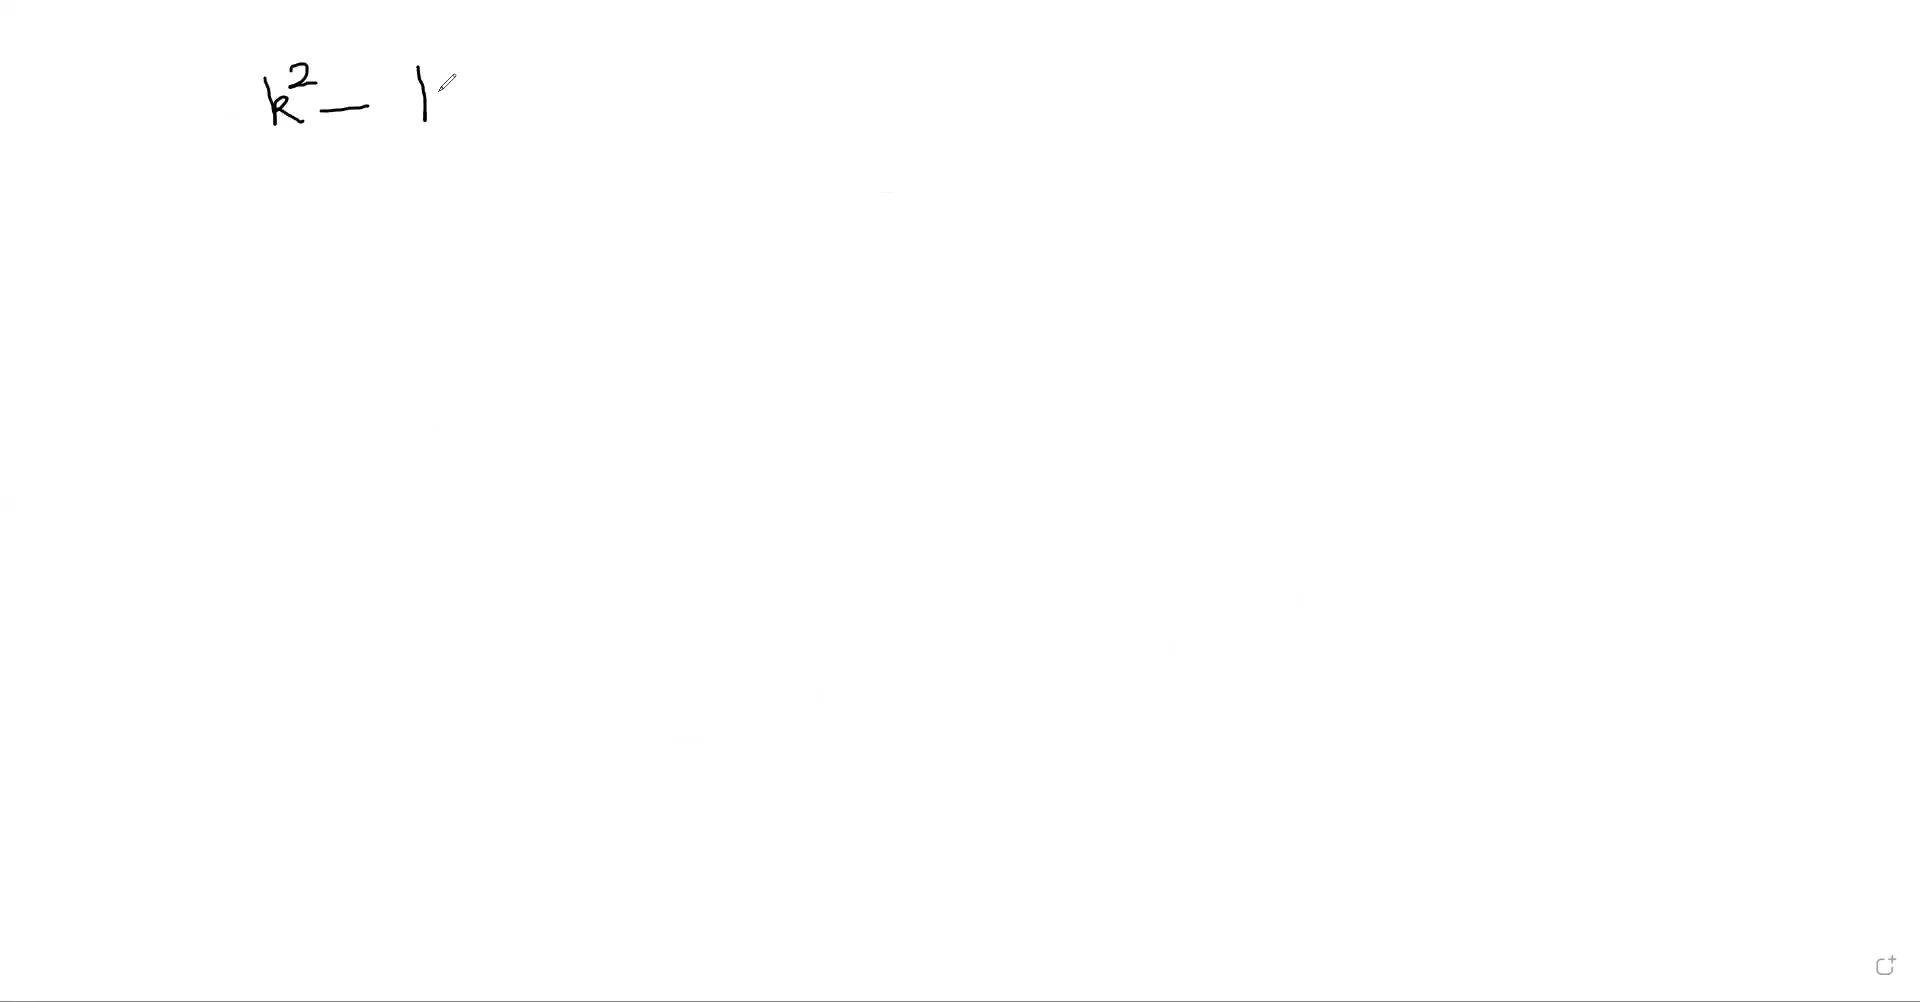 k² — 1